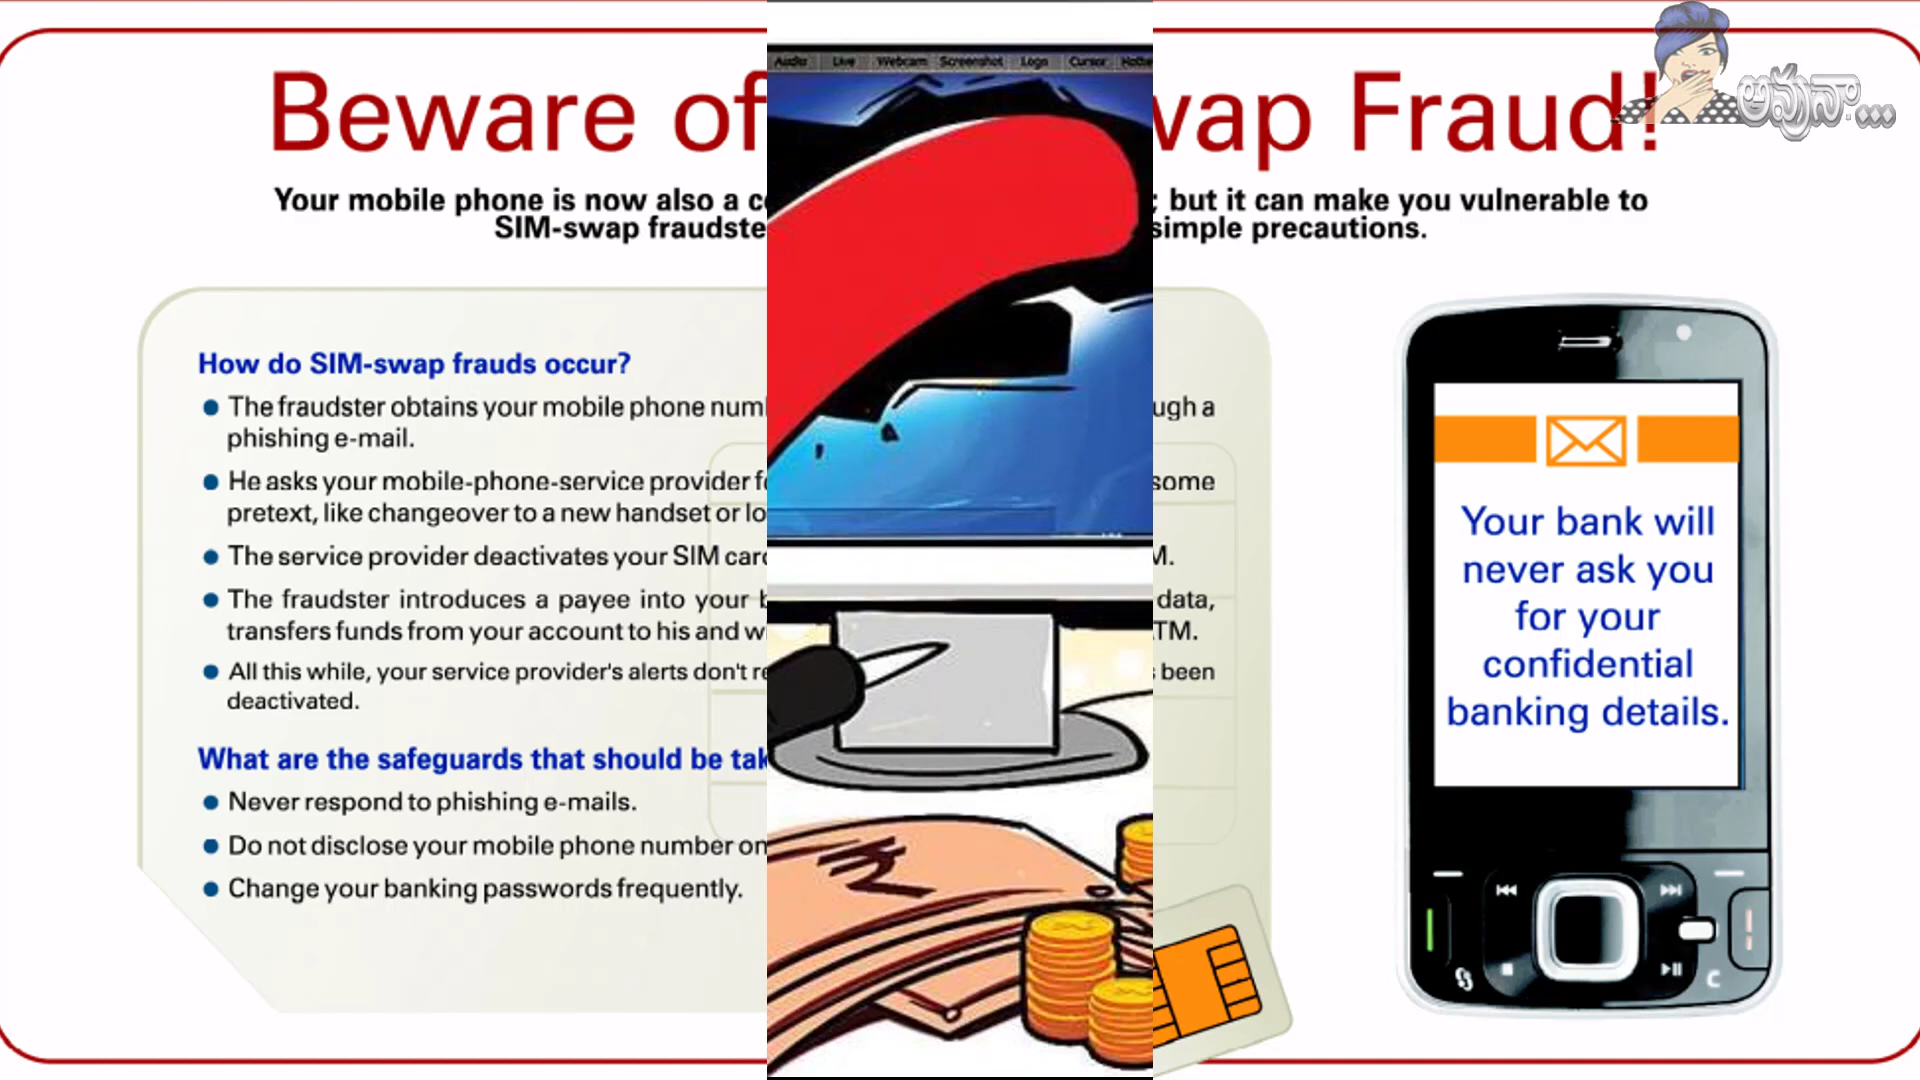 Beware of wap Fraud!
అవునా...
Your mobile phone is now also a c ; but it can make you vulnerable to
SIM-swap fraudste simple precautions.
How do SIM-swap frauds occur?
The fraudster obtains your mobile phone num ugh a
phishing e-mail.
He asks your mobile-phone-service provider f some
pretext, like changeover to a new handset or lo
The service provider deactivates your SIM card M.
The fraudster introduces a payee into your b data,
transfers funds from your account to his and w TM.
All this while, your service provider's alerts don't re been
deactivated.
What are the safeguards that should be tak
Never respond to phishing e-mails.
Do not disclose your mobile phone number on
Change your banking passwords frequently.
Audio Live Webcam Screenshot Logo Cursor
₹
Your bank will
never ask you
for your
confidential
banking details.
C